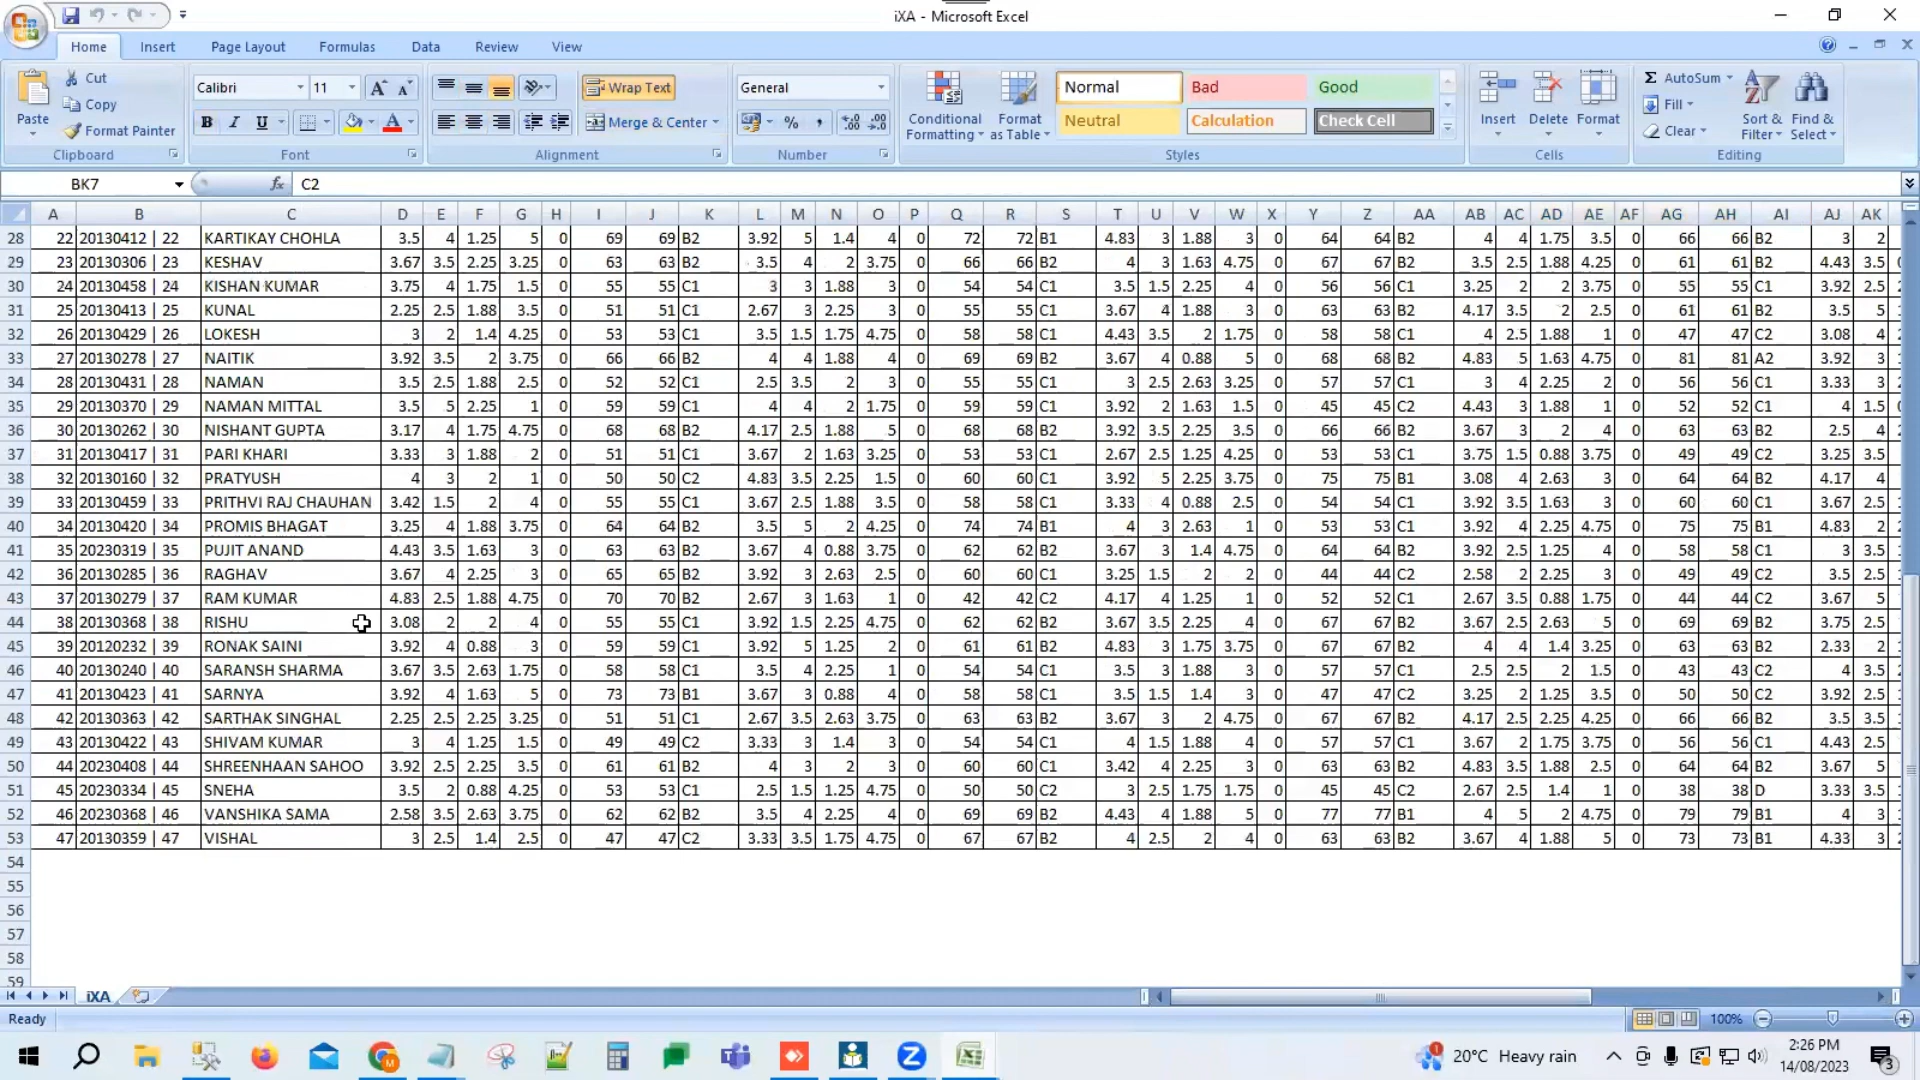 iXA - Microsoft Excel
Home Insert Page Layout Formulas Data Review View
Paste
Cut
Copy
Format Painter
Clipboard
Calibri 11
B I U
Font
Wrap Text
Merge & Center
Alignment
General
Number
Conditional Formatting
Format as Table
Normal Bad Good
Neutral Calculation Check Cell
Styles
Insert Delete Format
Cells
Σ AutoSum
Fill
Clear
Sort & Filter
Find & Select
Editing
BK7 fx C2
A B C D E F G H I J K L M N O P Q R S T U V W X Y Z AA AB AC AD AE AF AG AH AI AJ AK
28 22 20130412 | 22 KARTIKAY CHOHLA 3.5 4 1.25 5 0 69 69 B2 3.92 5 1.4 4 0 72 72 B1 4.83 3 1.88 3 0 64 64 B2 4 4 1.75 3.5 0 66 66 B2 3 2
29 23 20130306 | 23 KESHAV 3.67 3.5 2.25 3.25 0 63 63 B2 3.5 4 2 3.75 0 66 66 B2 4 3 1.63 4.75 0 67 67 B2 3.5 2.5 1.88 4.25 0 61 61 B2 4.43 3.5
30 24 20130458 | 24 KISHAN KUMAR 3.75 4 1.75 1.5 0 55 55 C1 3 3 1.88 3 0 54 54 C1 3.5 1.5 2.25 4 0 56 56 C1 3.25 2 2 3.75 0 55 55 C1 3.92 2.5
31 25 20130413 | 25 KUNAL 2.25 2.5 1.88 3.5 0 51 51 C1 2.67 3 2.25 3 0 55 55 C1 3.67 4 1.88 3 0 63 63 B2 4.17 3.5 2 2.5 0 61 61 B2 3.5 5
32 26 20130429 | 26 LOKESH 3 2 1.4 4.25 0 53 53 C1 3.5 1.5 1.75 4.75 0 58 58 C1 4.43 3.5 2 1.75 0 58 58 C1 4 2.5 1.88 1 0 47 47 C2 3.08 4
33 27 20130278 | 27 NAITIK 3.92 3.5 2 3.75 0 66 66 B2 4 4 1.88 4 0 69 69 B2 3.67 4 0.88 5 0 68 68 B2 4.83 5 1.63 4.75 0 81 81 A2 3.92 3
34 28 20130431 | 28 NAMAN 3.5 2.5 1.88 2.5 0 52 52 C1 2.5 3.5 2 3 0 55 55 C1 3 2.5 2.63 3.25 0 57 57 C1 3 4 2.25 2 0 56 56 C1 3.33 3
35 29 20130370 | 29 NAMAN MITTAL 3.5 5 2.25 1 0 59 59 C1 4 4 2 1.75 0 59 59 C1 3.92 2 1.63 1.5 0 45 45 C2 4.43 3 1.88 1 0 52 52 C1 4 1.5
36 30 20130262 | 30 NISHANT GUPTA 3.17 4 1.75 4.75 0 68 68 B2 4.17 2.5 1.88 5 0 68 68 B2 3.92 3.5 2.25 3.5 0 66 66 B2 3.67 3 2 4 0 63 63 B2 2.5 4
37 31 20130417 | 31 PARI KHARI 3.33 3 1.88 2 0 51 51 C1 3.67 2 1.63 3.25 0 53 53 C1 2.67 2.5 1.25 4.25 0 53 53 C1 3.75 1.5 0.88 3.75 0 49 49 C2 3.25 3.5
38 32 20130160 | 32 PRATYUSH 4 3 2 1 0 50 50 C2 4.83 3.5 2.25 1.5 0 60 60 C1 3.92 5 2.25 3.75 0 75 75 B1 3.08 4 2.63 3 0 64 64 B2 4.17 4
39 33 20130459 | 33 PRITHVI RAJ CHAUHAN 3.42 1.5 2 4 0 55 55 C1 3.67 2.5 1.88 3.5 0 58 58 C1 3.33 4 0.88 2.5 0 54 54 C1 3.92 3.5 1.63 3 0 60 60 C1 3.67 2.5
40 34 20130420 | 34 PROMIS BHAGAT 3.25 4 1.88 3.75 0 64 64 B2 3.5 5 2 4.25 0 74 74 B1 4 3 2.63 1 0 53 53 C1 3.92 4 2.25 4.75 0 75 75 B1 4.83 2
41 35 20230319 | 35 PUJIT ANAND 4.43 3.5 1.63 3 0 63 63 B2 3.67 4 0.88 3.75 0 62 62 B2 3.67 3 1.4 4.75 0 64 64 B2 3.92 2.5 1.25 4 0 58 58 C1 3 3.5
42 36 20130285 | 36 RAGHAV 3.67 4 2.25 3 0 65 65 B2 3.92 3 2.63 2.5 0 60 60 C1 3.25 1.5 2 2 0 44 44 C2 2.58 2 2.25 3 0 49 49 C2 3.5 2.5
43 37 20130279 | 37 RAM KUMAR 4.83 2.5 1.88 4.75 0 70 70 B2 2.67 3 1.63 1 0 42 42 C2 4.17 4 1.25 1 0 52 52 C1 2.67 3.5 0.88 1.75 0 44 44 C2 3.67 5
44 38 20130368 | 38 RISHU 3.08 2 2 4 0 55 55 C1 3.92 1.5 2.25 4.75 0 62 62 B2 3.67 3.5 2.25 4 0 67 67 B2 3.67 2.5 2.63 5 0 69 69 B2 3.75 2.5
45 39 20120232 | 39 RONAK SAINI 3.92 4 0.88 3 0 59 59 C1 3.92 5 1.25 2 0 61 61 B2 4.83 3 1.75 3.75 0 67 67 B2 4 4 1.4 3.25 0 63 63 B2 2.33 2
46 40 20130240 | 40 SARANSH SHARMA 3.67 3.5 2.63 1.75 0 58 58 C1 3.5 4 2.25 1 0 54 54 C1 3.5 3 1.88 3 0 57 57 C1 2.5 2.5 2 1.5 0 43 43 C2 4 3.5
47 41 20130423 | 41 SARNYA 3.92 4 1.63 5 0 73 73 B1 3.67 3 0.88 4 0 58 58 C1 3.5 1.5 1.4 3 0 47 47 C2 3.25 2 1.25 3.5 0 50 50 C2 3.92 2.5
48 42 20130363 | 42 SARTHAK SINGHAL 2.25 2.5 2.25 3.25 0 51 51 C1 2.67 3.5 2.63 3.75 0 63 63 B2 3.67 3 2 4.75 0 67 67 B2 4.17 2.5 2.25 4.25 0 66 66 B2 3.5 3.5
49 43 20130422 | 43 SHIVAM KUMAR 3 4 1.25 1.5 0 49 49 C2 3.33 3 1.4 3 0 54 54 C1 4 1.5 1.88 4 0 57 57 C1 3.67 2 1.75 3.75 0 56 56 C1 4.43 2.5
50 44 20230408 | 44 SHREENHAAN SAHOO 3.92 2.5 2.25 3.5 0 61 61 B2 4 3 2 3 0 60 60 C1 3.42 4 2.25 3 0 63 63 B2 4.83 3.5 1.88 2.5 0 64 64 B2 3.67 5
51 45 20230334 | 45 SNEHA 3.5 2 0.88 4.25 0 53 53 C1 2.5 1.5 1.25 4.75 0 50 50 C2 3 2.5 1.75 1.75 0 45 45 C2 2.67 2.5 1.4 1 0 38 38 D 3.33 3.5
52 46 20230368 | 46 VANSHIKA SAMA 2.58 3.5 2.63 3.75 0 62 62 B2 3.5 4 2.25 4 0 69 69 B2 4.43 4 1.88 5 0 77 77 B1 4 5 2 4.75 0 79 79 B1 4 3
53 47 20130359 | 47 VISHAL 3 2.5 1.4 2.5 0 47 47 C2 3.33 3.5 1.75 4.75 0 67 67 B2 4 2.5 2 4 0 63 63 B2 3.67 4 1.88 5 0 73 73 B1 4.33 3
54
55
56
57
58
59
iXA
Ready 100%
20°C Heavy rain
2:26 PM
14/08/2023
3